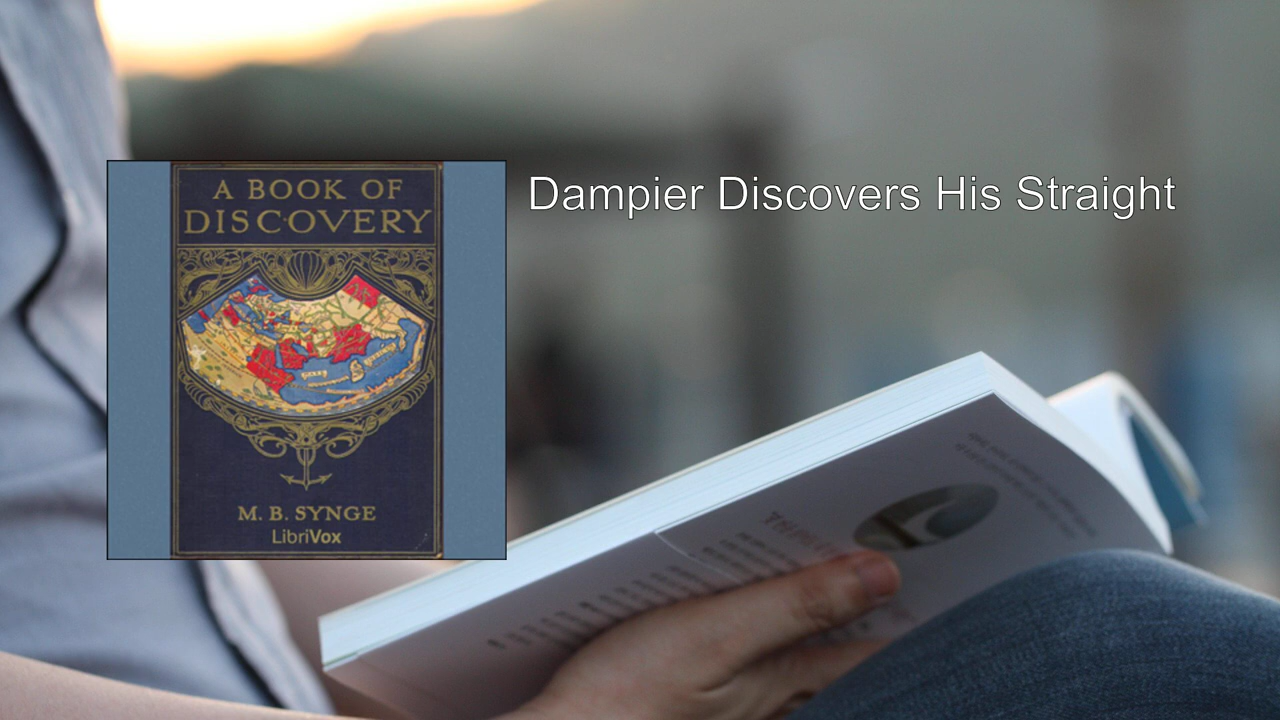 A BOOK OF
DISCOVERY
M. B. SYNGE
LibriVox
Dampier Discovers His Straight